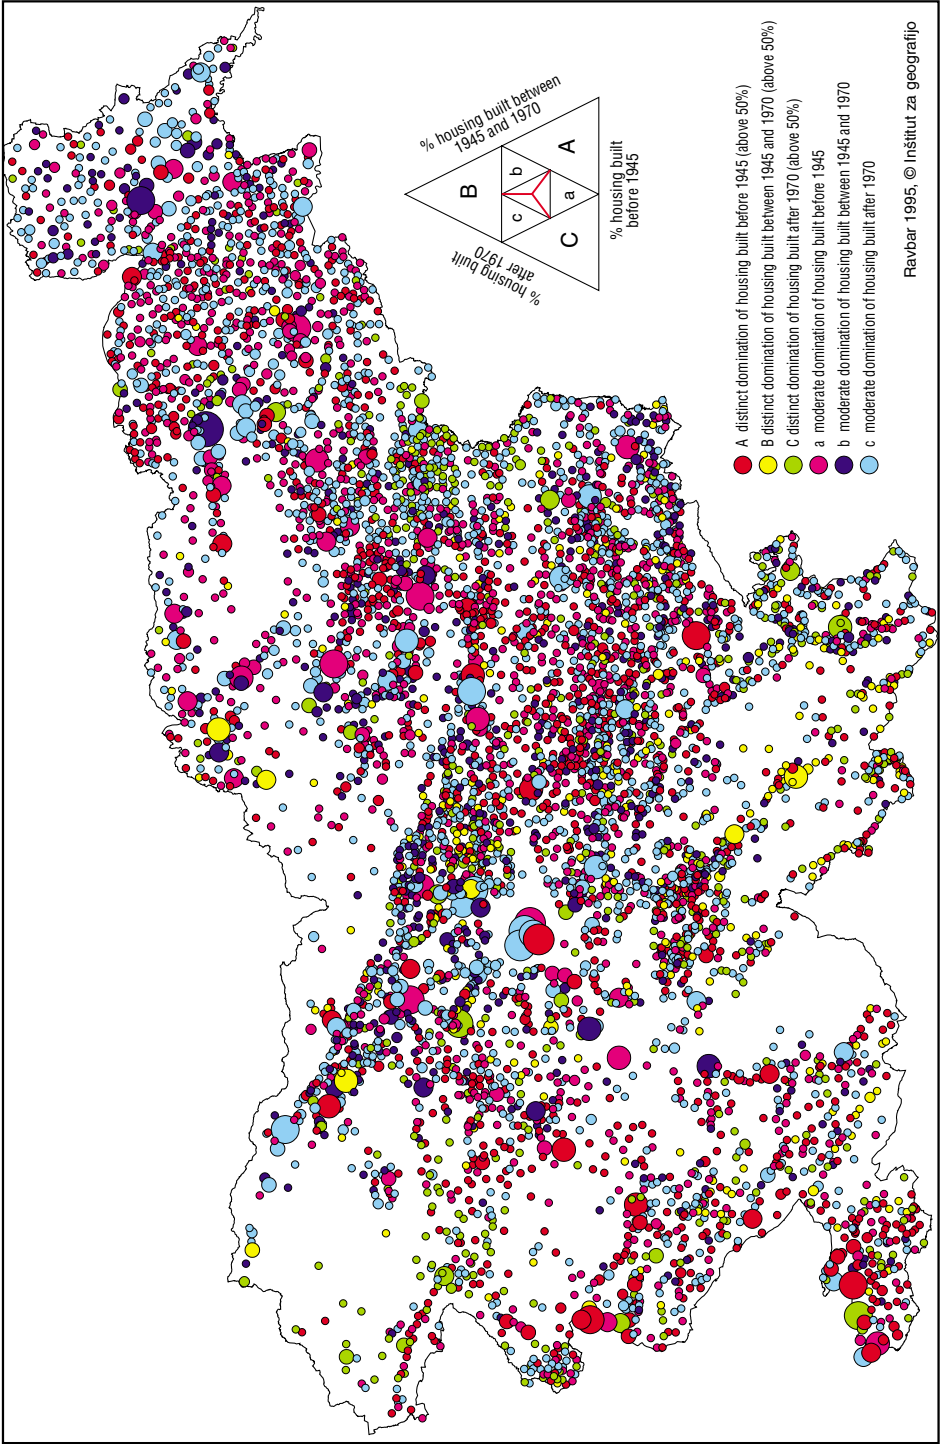 % housing built between
1945 and 1970
% housing built
after 1970
% housing built
before 1945
B
c
b
C
a
A
A distinct domination of housing built before 1945 (above 50%)
B distinct domination of housing built between 1945 and 1970 (above 50%)
C distinct domination of housing built after 1970 (above 50%)
a moderate domination of housing built before 1945
b moderate domination of housing built between 1945 and 1970
c moderate domination of housing built after 1970
Ravbar 1995, © Inštitut za geografijo